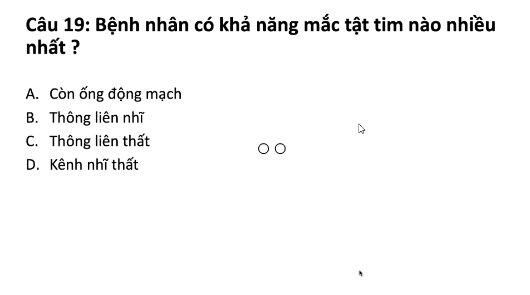 Câu 19: Bệnh nhân có khả năng mắc tật tim nào nhiều
nhất ?
A. Còn ống động mạch
B. Thông liên nhĩ
C. Thông liên thất
D. Kênh nhĩ thất